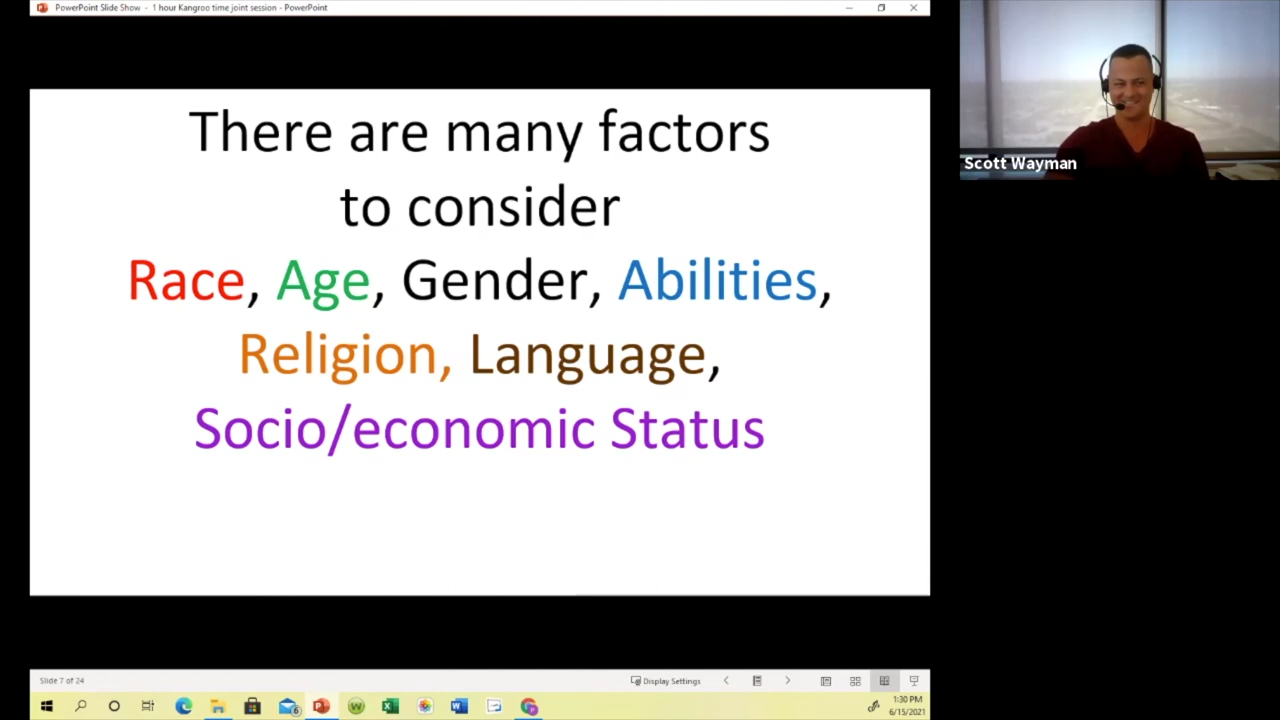 PowerPoint Slide Show - 1 hour Kangroo time joint session - PowerPoint
There are many factors
to consider
Race, Age, Gender, Abilities,
Religion, Language,
Socio/economic Status
Scott Wayman
Slide 7 of 24
Display Settings
1:30 PM
6/15/2021